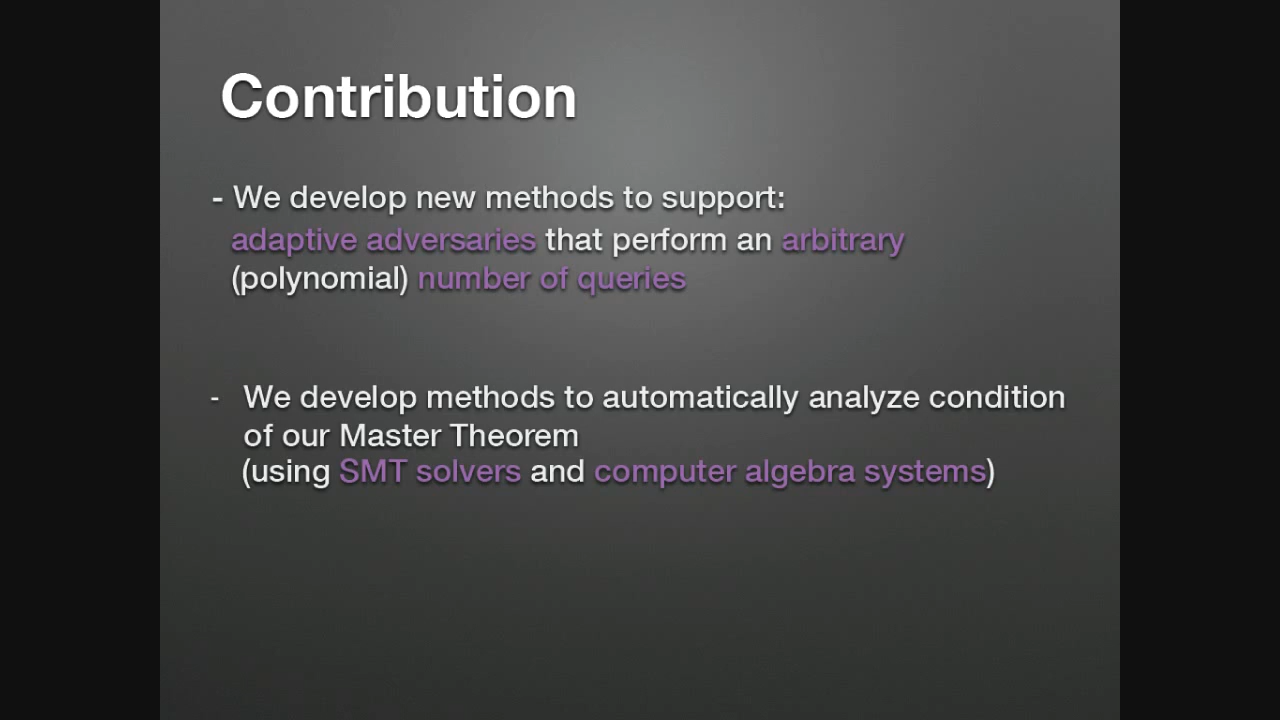 Contribution
- We develop new methods to support:
adaptive adversaries that perform an arbitrary
(polynomial) number of queries
- We develop methods to automatically analyze condition
of our Master Theorem
(using SMT solvers and computer algebra systems)